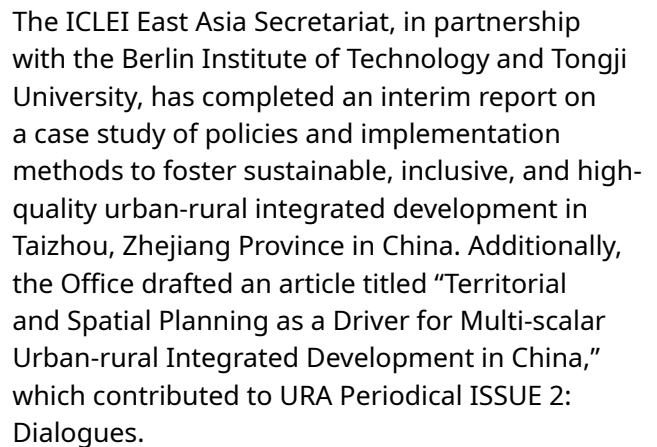 The ICLEI East Asia Secretariat, in partnership
with the Berlin Institute of Technology and Tongji
University, has completed an interim report on
a case study of policies and implementation
methods to foster sustainable, inclusive, and high-
quality urban-rural integrated development in
Taizhou, Zhejiang Province in China. Additionally,
the Office drafted an article titled “Territorial
and Spatial Planning as a Driver for Multi-scalar
Urban-rural Integrated Development in China,”
which contributed to URA Periodical ISSUE 2:
Dialogues.